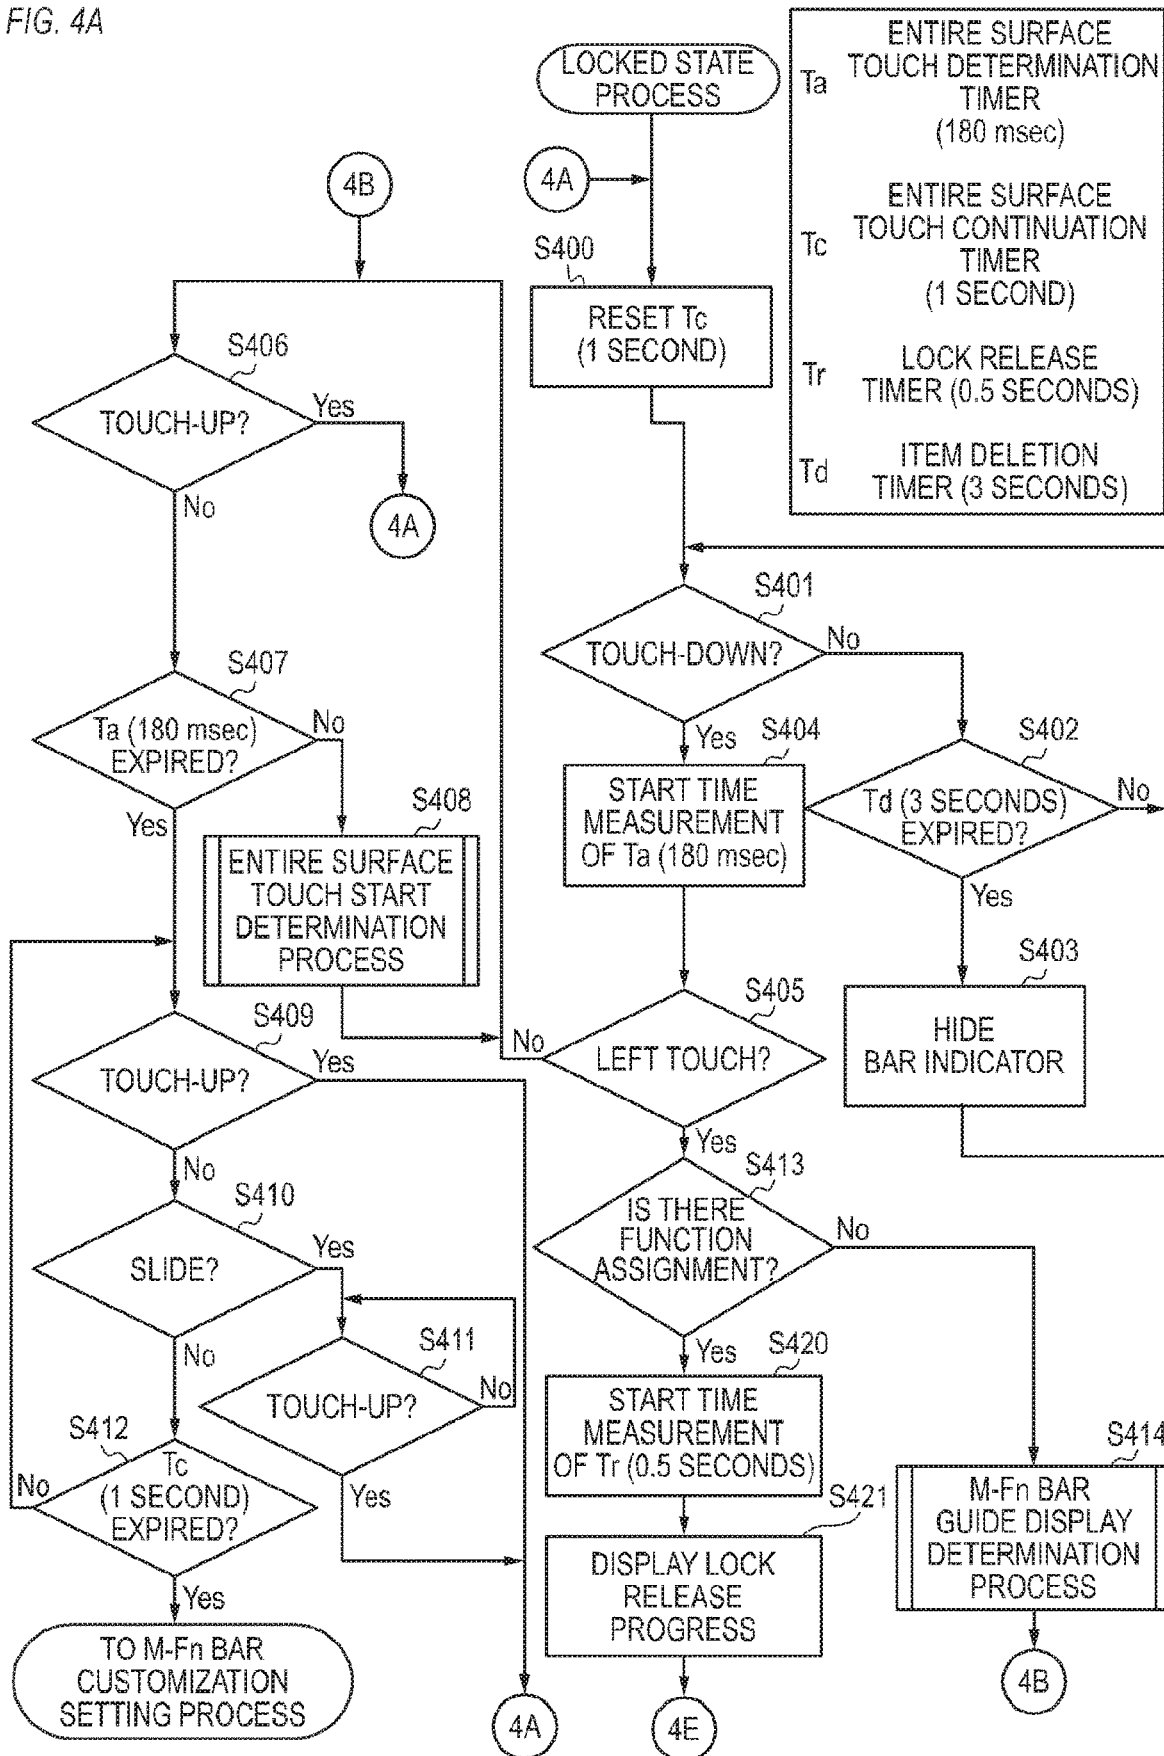 FIG. 4A
LOCKED STATE
PROCESS
Ta
ENTIRE SURFACE
TOUCH DETERMINATION
TIMER
(180 msec)
Tc
ENTIRE SURFACE
TOUCH CONTINUATION
TIMER
(1 SECOND)
Tr
LOCK RELEASE
TIMER (0.5 SECONDS)
Td
ITEM DELETION
TIMER (3 SECONDS)
4A
4B
S400
RESET Tc
(1 SECOND)
S406
TOUCH-UP?
Yes
No
4A
S401
TOUCH-DOWN?
No
Yes
S407
Ta (180 msec)
EXPIRED?
No
Yes
S404
START TIME
MEASUREMENT
OF Ta (180 msec)
S402
Td (3 SECONDS)
EXPIRED?
No
Yes
S408
ENTIRE SURFACE
TOUCH START
DETERMINATION
PROCESS
S403
HIDE
BAR INDICATOR
S405
LEFT TOUCH?
No
Yes
S409
TOUCH-UP?
Yes
No
S413
IS THERE
FUNCTION
ASSIGNMENT?
No
Yes
S410
SLIDE?
Yes
No
S411
TOUCH-UP?
No
Yes
S420
START TIME
MEASUREMENT
OF Tr (0.5 SECONDS)
S412
Tc
(1 SECOND)
EXPIRED?
No
Yes
S414
M-Fn BAR
GUIDE DISPLAY
DETERMINATION
PROCESS
S421
DISPLAY LOCK
RELEASE
PROGRESS
TO M-Fn BAR
CUSTOMIZATION
SETTING PROCESS
4A
4E
4B